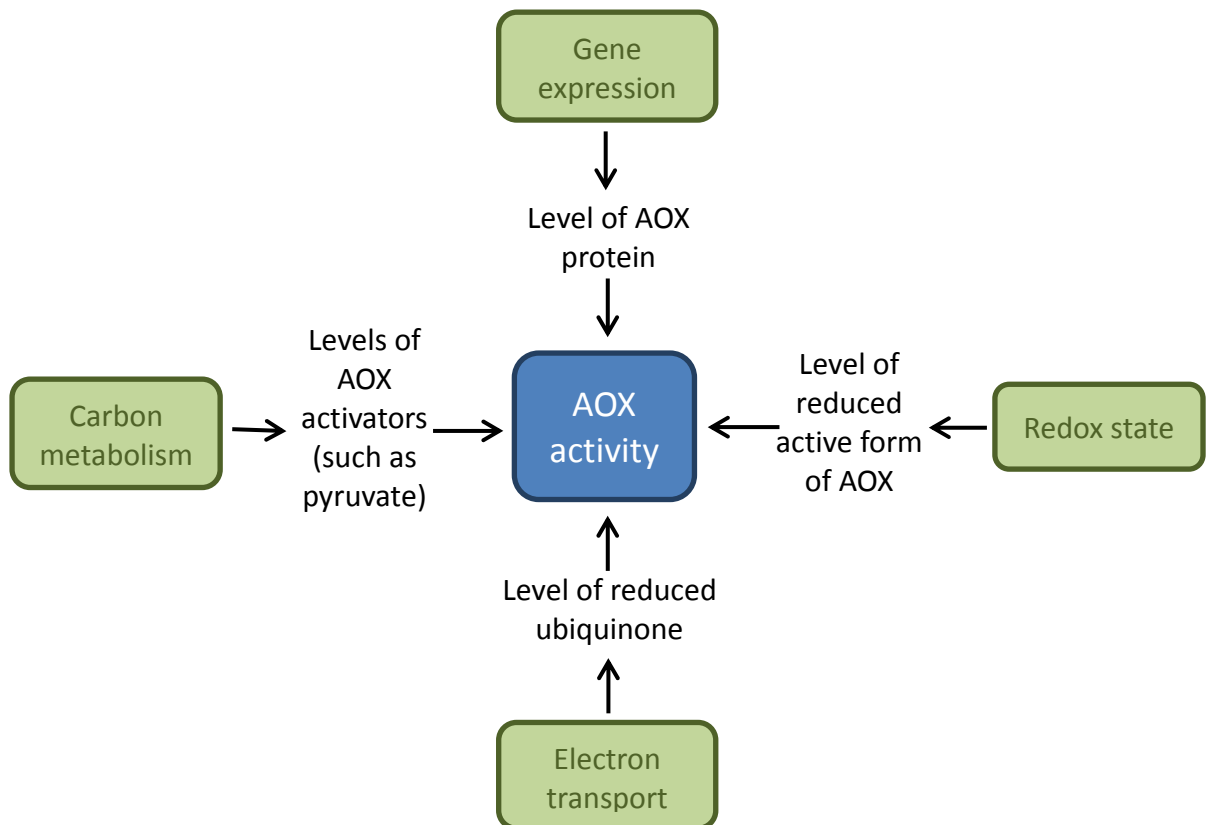 Gene
expression
Level of AOX
protein
Carbon
metabolism
Levels of
AOX
activators
(such as
pyruvate)
AOX
activity
Level of
reduced
active form
of AOX
Redox state
Level of reduced
ubiquinone
Electron
transport